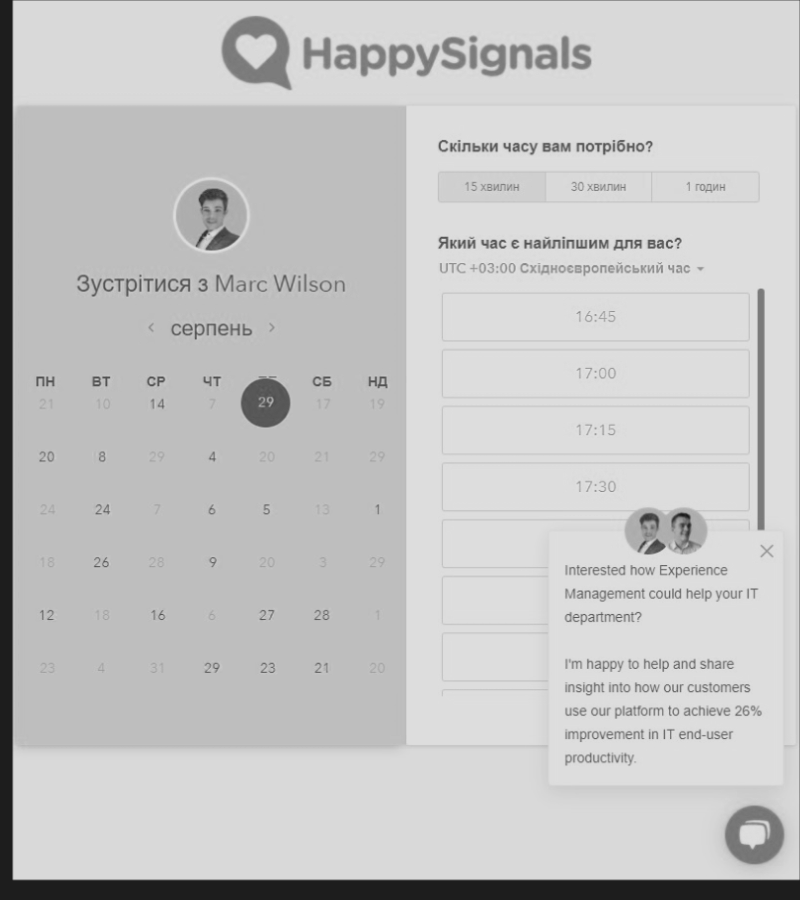 HappySignals
Зустрітися з Marc Wilson
серпень
ПН ВТ СР ЧТ СБ НД
21 10 14 7 29 17 19
20 8 29 4 20 21 29
24 24 7 6 5 13 1
18 26 28 9 20 3 29
12 18 16 6 27 28 1
23 4 31 29 23 21 20
Скільки часу вам потрібно?
15 хвилин 30 хвилин 1 годин
Який час є найліпшим для вас?
UTC +03:00 Східноєвропейський час
16:45
17:00
17:15
17:30
Interested how Experience
Management could help your IT
department?
I'm happy to help and share
insight into how our customers
use our platform to achieve 26%
improvement in IT end-user
productivity.